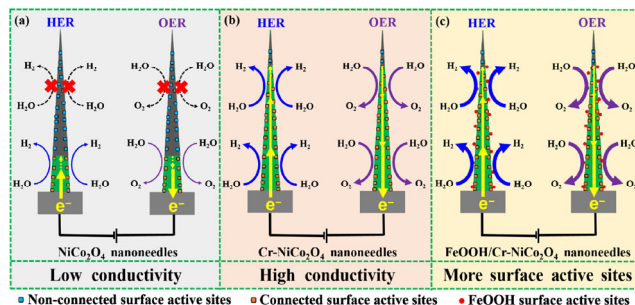 (a) HER OER
H₂ H₂ H₂O H₂O
H₂O H₂O O₂ O₂
H₂ H₂ H₂O H₂O
H₂O H₂O O₂ O₂
e⁻ e⁻
NiCo₂O₄ nanoneedles
Low conductivity
(b) HER OER
H₂ H₂ H₂O H₂O
H₂O H₂O O₂ O₂
H₂ H₂ H₂O H₂O
H₂O H₂O O₂ O₂
e⁻ e⁻
Cr-NiCo₂O₄ nanoneedles
High conductivity
(c) HER OER
H₂ H₂ H₂O H₂O
H₂O H₂O O₂ O₂
H₂ H₂ H₂O H₂O
H₂O H₂O O₂ O₂
e⁻ e⁻
FeOOH/Cr-NiCo₂O₄ nanoneedles
More surface active sites
Non-connected surface active sites Connected surface active sites FeOOH surface active sites